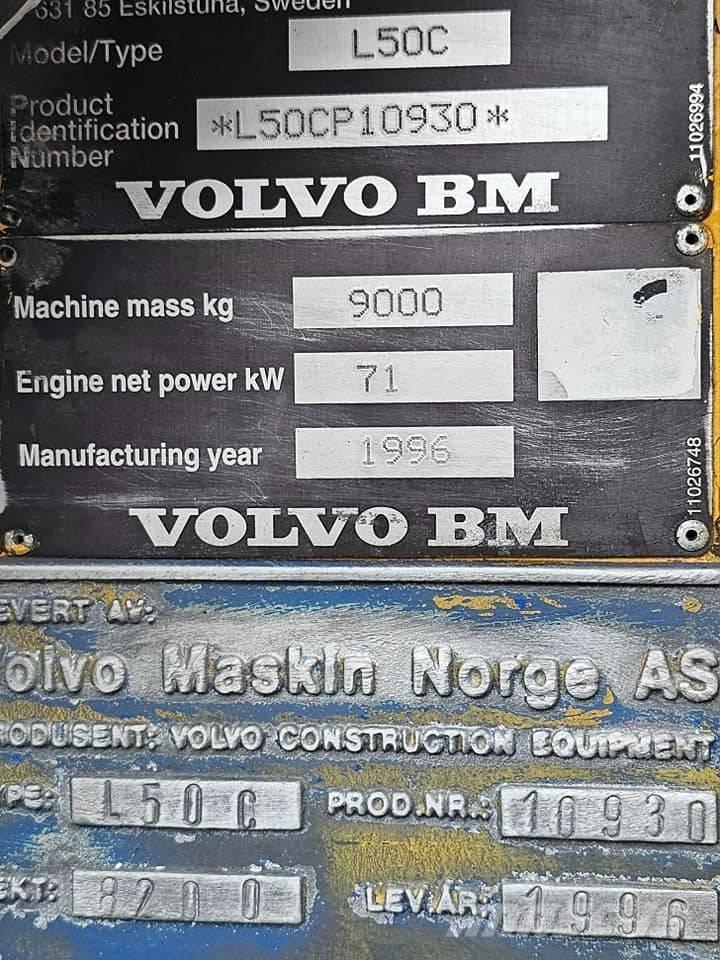 631 85 Eskilstuna, Sweden
Model/Type L50C
Product
Identification
Number *L50CP10930*
11026994
VOLVO BM
Machine mass kg 9000
Engine net power kW 71
Manufacturing year 1996
11026748
VOLVO BM
EVERT AV:
olvo Maskin Norge AS
RODUSENT: VOLVO CONSTRUCTION EQUIPMENT
PE: L50C PROD.NR.: 10930
EKT: 8200 LEV.ÅR: 1996